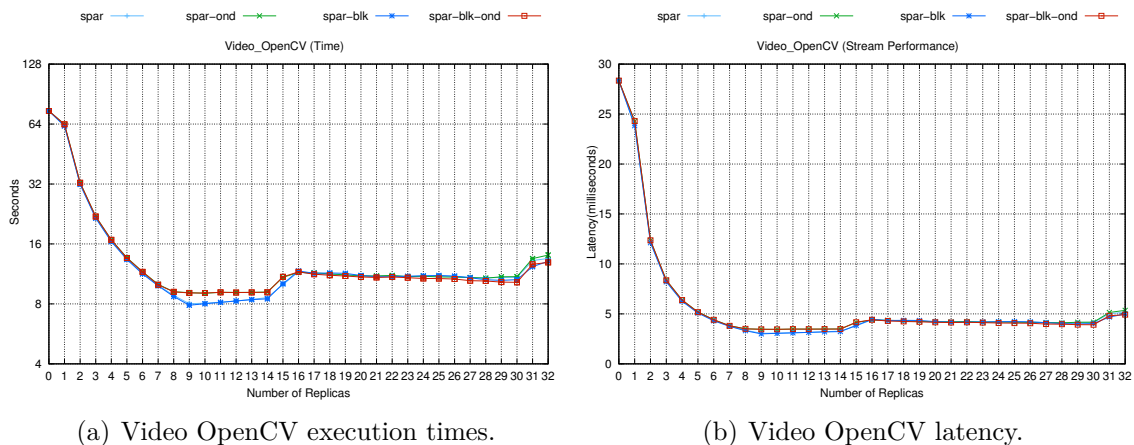 spar spar-ond spar-blk spar-blk-ond
Video_OpenCV (Time)
128
64
32
16
8
4
Seconds
0 1 2 3 4 5 6 7 8 9 10 11 12 13 14 15 16 17 18 19 20 21 22 23 24 25 26 27 28 29 30 31 32
Number of Replicas
(a) Video OpenCV execution times.
spar spar-ond spar-blk spar-blk-ond
Video_OpenCV (Stream Performance)
30
25
20
15
10
5
0
Latency(milliseconds)
0 1 2 3 4 5 6 7 8 9 10 11 12 13 14 15 16 17 18 19 20 21 22 23 24 25 26 27 28 29 30 31 32
Number of Replicas
(b) Video OpenCV latency.